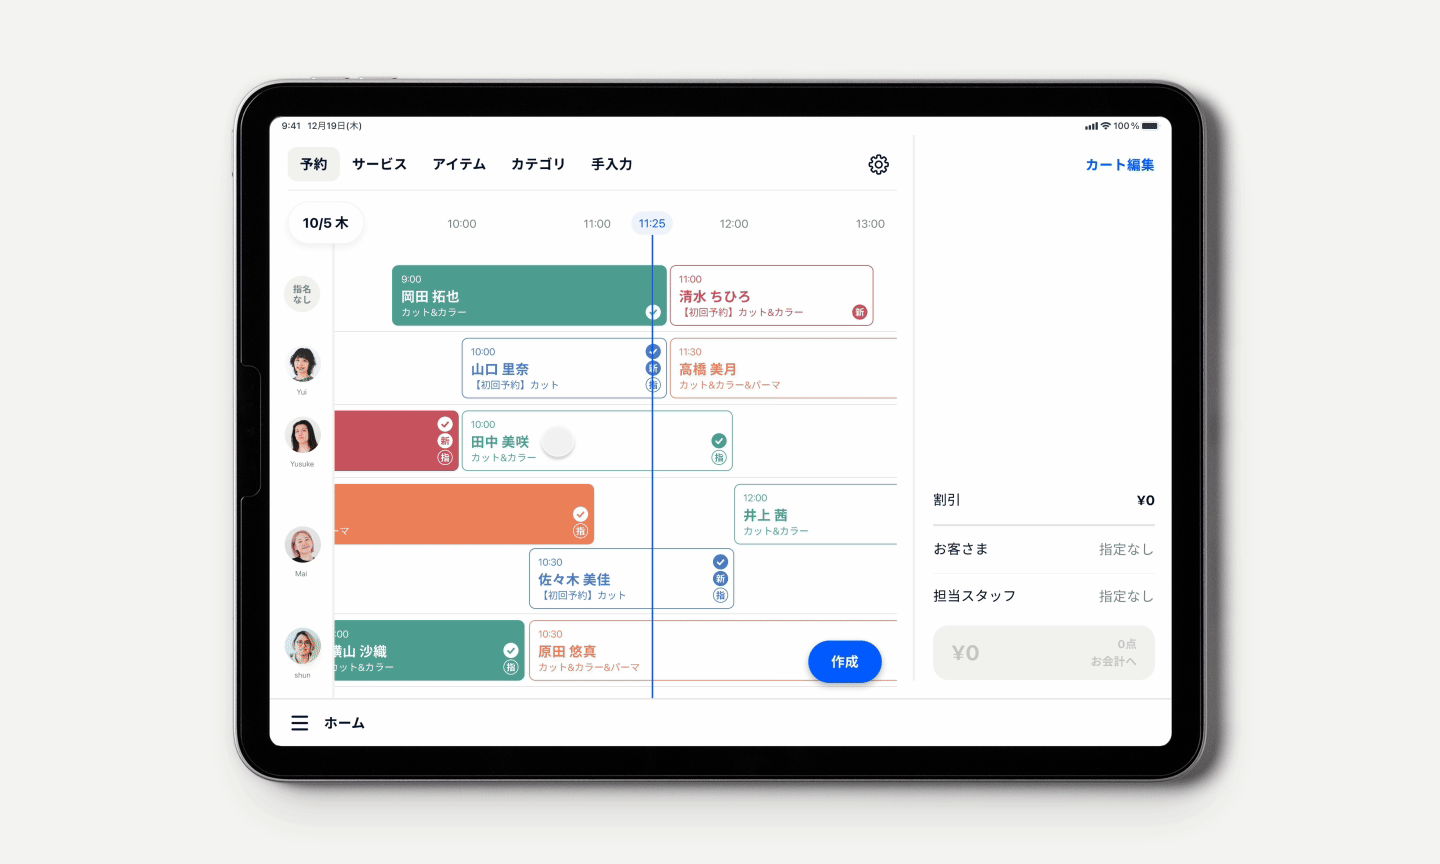 9:41 12月19日(木)
100%
予約 サービス アイテム カテゴリ 手入力
カート編集
10/5 木
10:00 11:00 11:25 12:00 13:00
指名
なし
9:00
岡田 拓也
カット&カラー
11:00
清水 ちひろ
【初回予約】カット&カラー
新
Yui
10:00
山口 里奈
【初回予約】カット
新
指
11:30
高橋 美月
カット&カラー&パーマ
Yusuke
新
指
10:00
田中 美咲
カット&カラー
指
Mai
ーマ
指
12:00
井上 茜
カット&カラー
10:30
佐々木 美佳
【初回予約】カット
新
指
shun
:00
横山 沙織
カット&カラー
指
10:30
原田 悠真
カット&カラー&パーマ
作成
割引 ¥0
お客さま 指定なし
担当スタッフ 指定なし
¥0
0点
お会計へ
ホーム